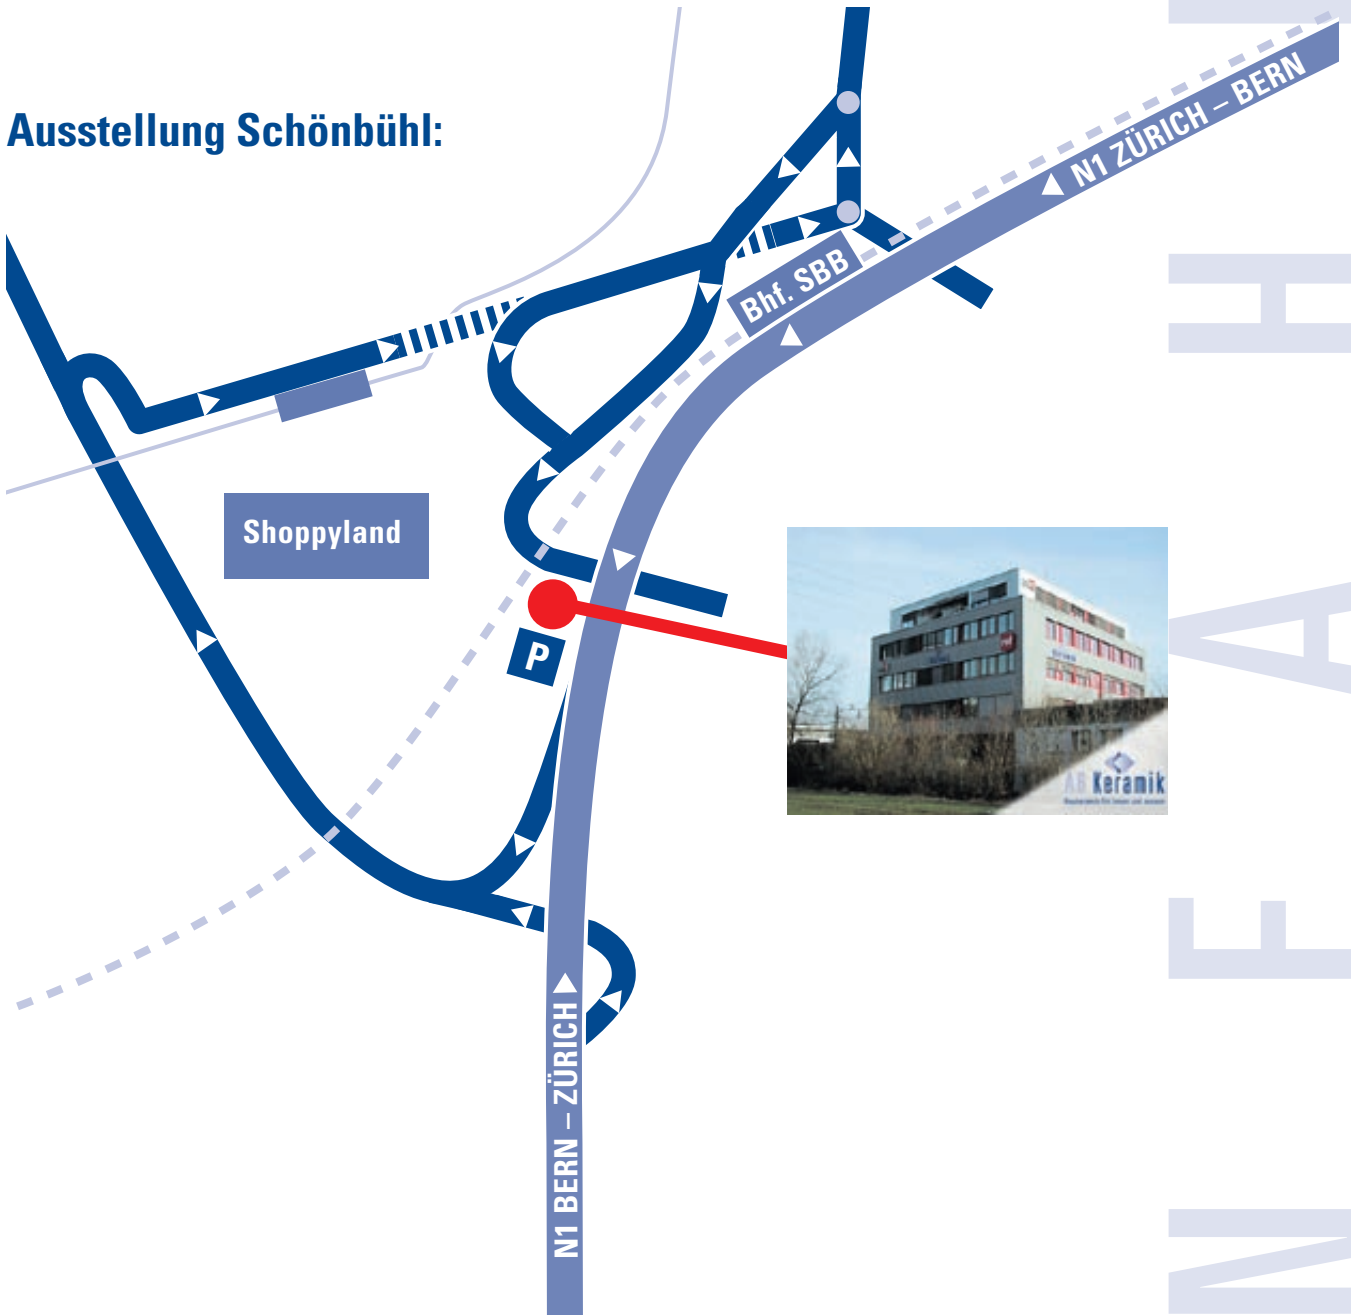 Ausstellung Schönbühl:
N1 ZÜRICH – BERN
Bhf. SBB
Shoppyland
P
AB Keramik
N1 BERN – ZÜRICH
N F A H